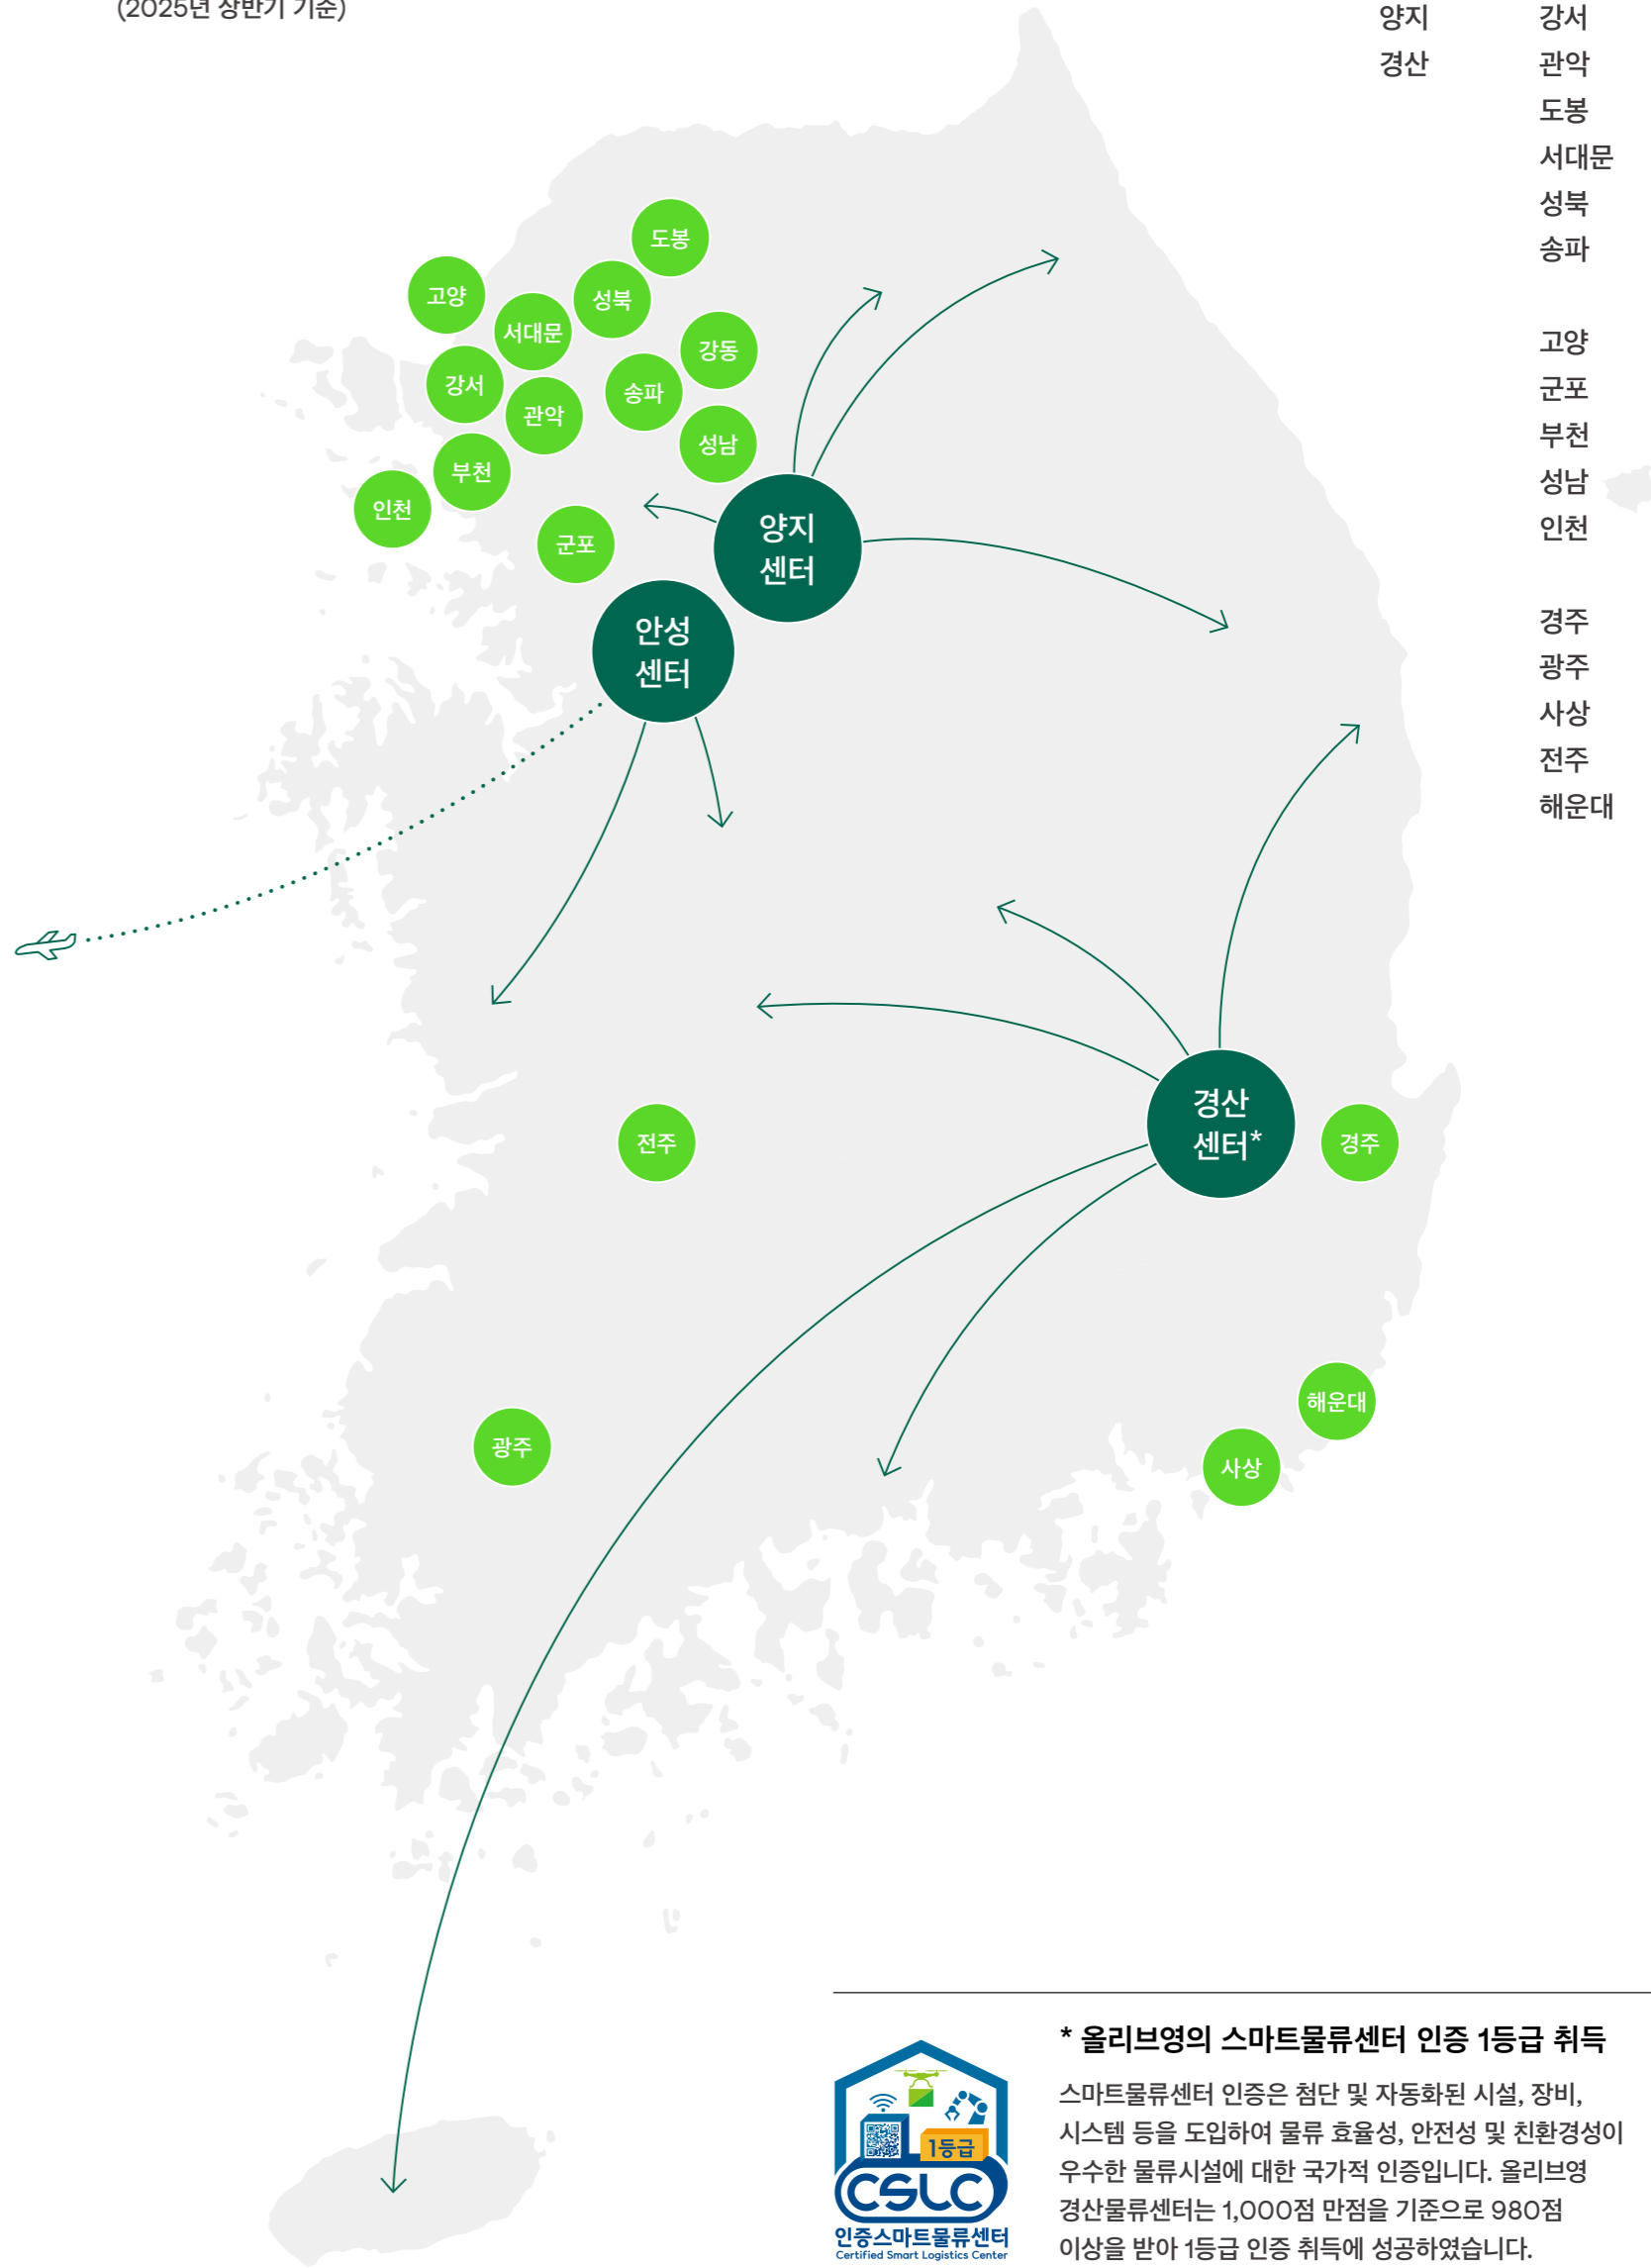 (2025년 상반기 기준)
양지
경산
강서
관악
도봉
서대문
성북
송파
고양
군포
부천
성남
인천
경주
광주
사상
전주
해운대
도봉
고양
성북
서대문
강동
강서
송파
관악
성남
부천
인천
군포
양지
센터
안성
센터
경산
센터*
전주
경주
해운대
광주
사상
* 올리브영의 스마트물류센터 인증 1등급 취득
스마트물류센터 인증은 첨단 및 자동화된 시설, 장비,
시스템 등을 도입하여 물류 효율성, 안전성 및 친환경성이
우수한 물류시설에 대한 국가적 인증입니다. 올리브영
경산물류센터는 1,000점 만점을 기준으로 980점
이상을 받아 1등급 인증 취득에 성공하였습니다.
1등급
CSLC
인증스마트물류센터
Certified Smart Logistics Center